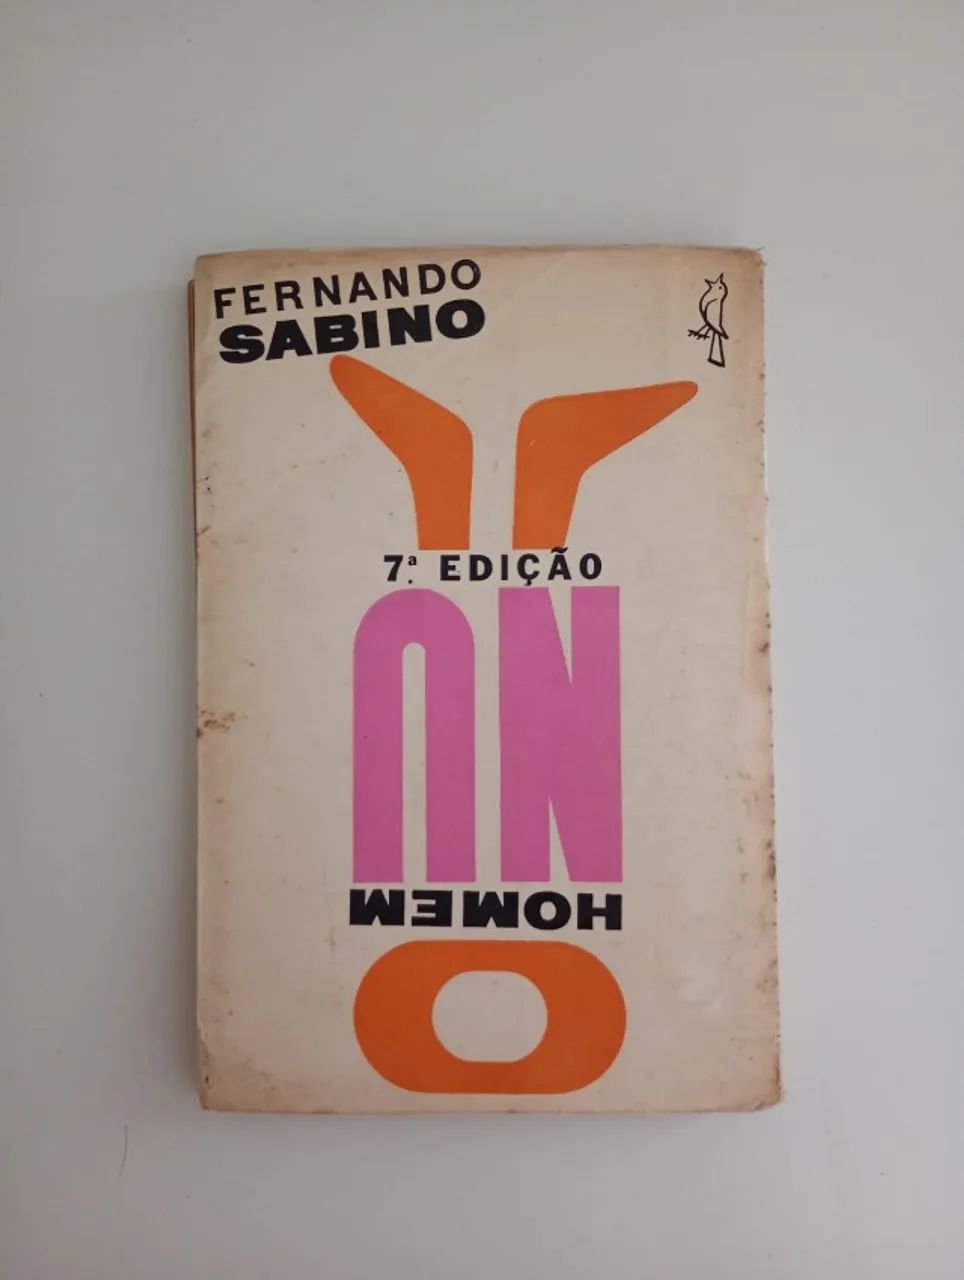 FERNANDO
SABINO
7ª EDIÇÃO
NU
HOMEM
O